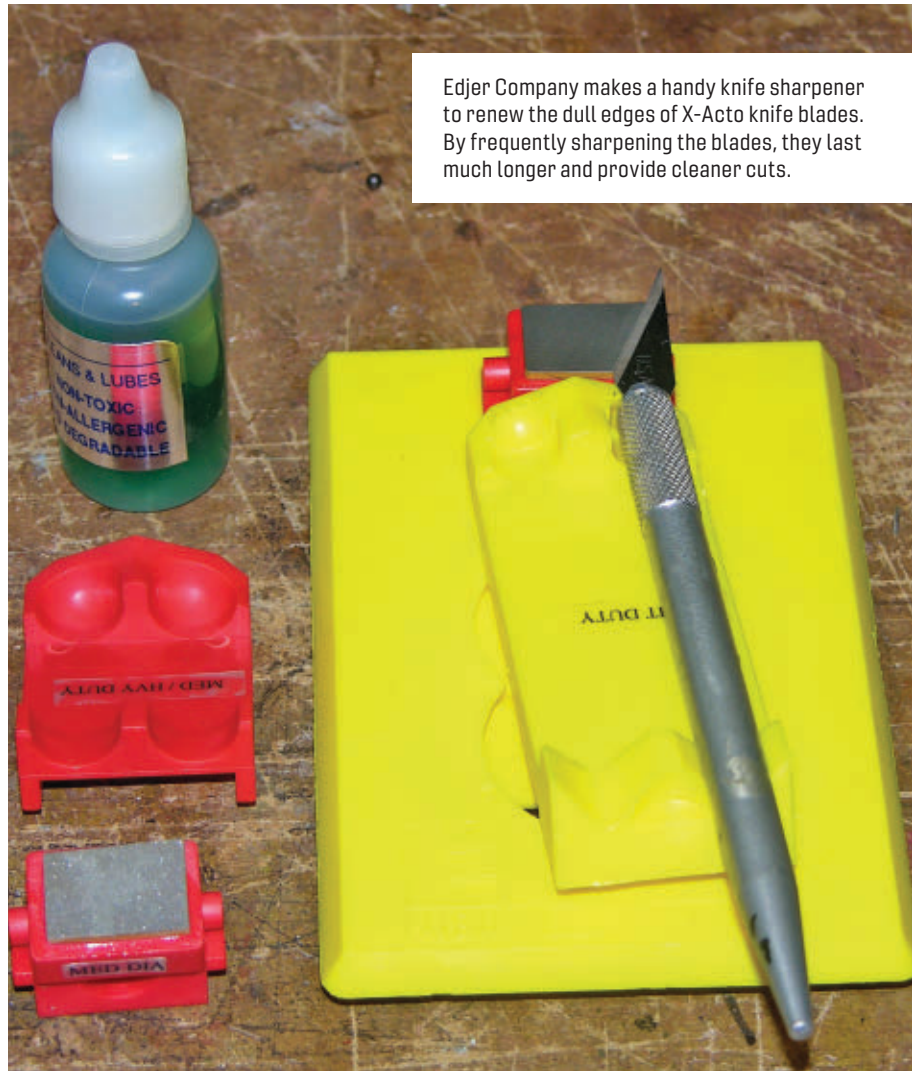 Edjer Company makes a handy knife sharpener
to renew the dull edges of X-Acto knife blades.
By frequently sharpening the blades, they last
much longer and provide cleaner cuts.
& LUBES
NON-TOXIC
DEGRADABLE
MED / HVY DUTY
DUTY
MED DIA